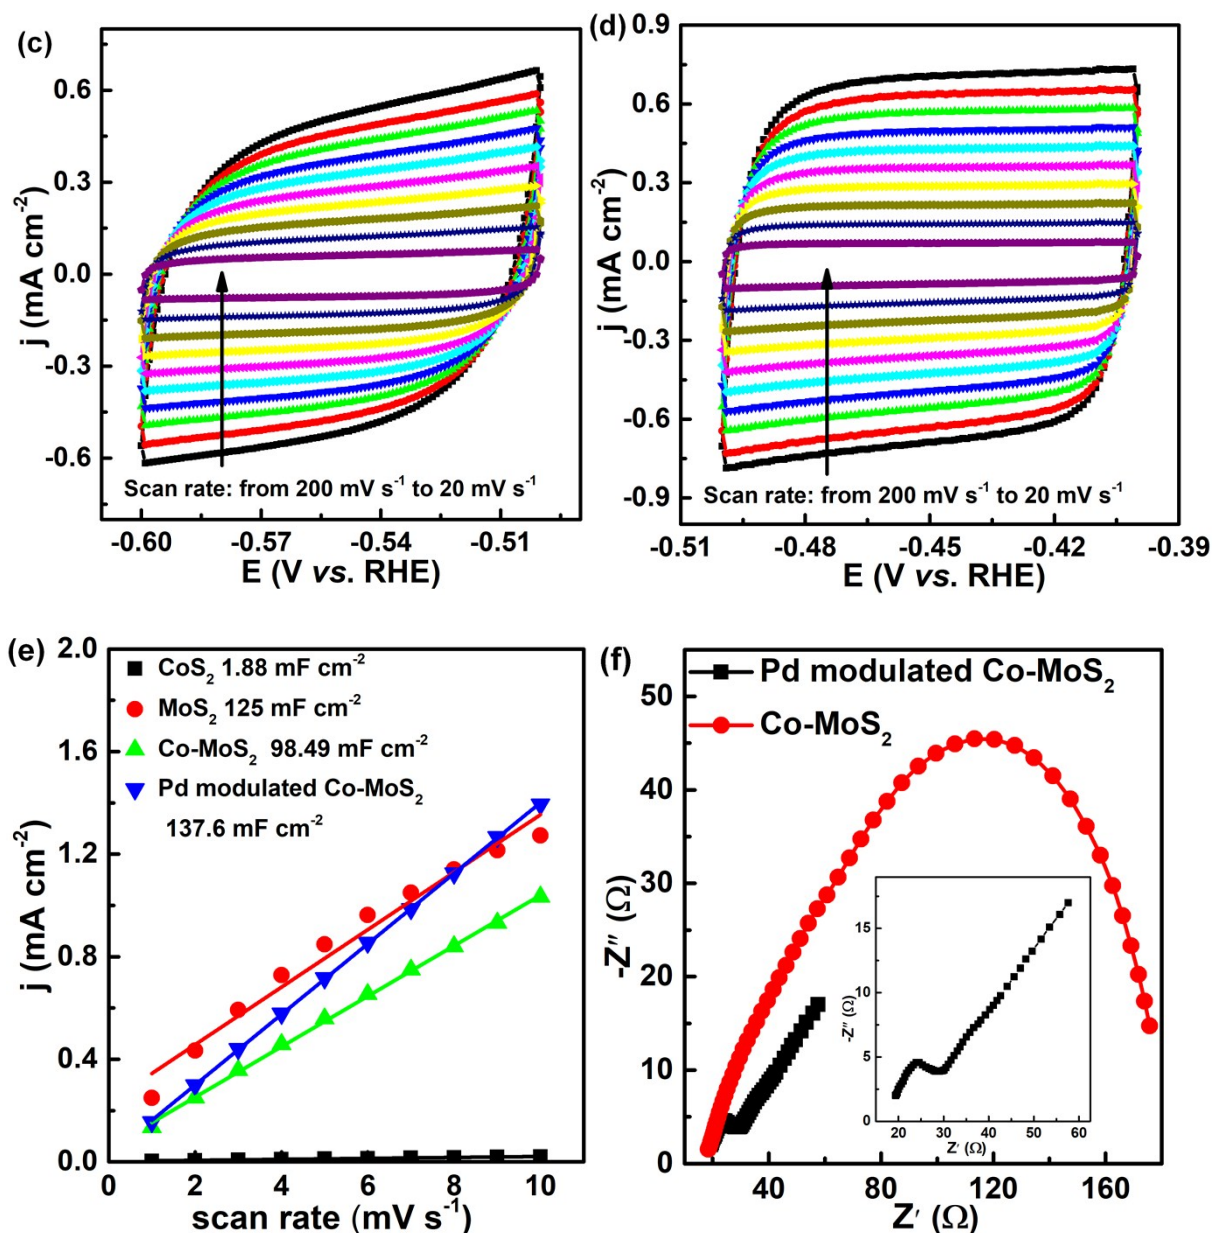 (c)
0.6
0.3
0.0
-0.3
-0.6
j (mA cm⁻²)
Scan rate: from 200 mV s⁻¹ to 20 mV s⁻¹
-0.60 -0.57 -0.54 -0.51
E (V vs. RHE)
(d)
0.9
0.6
0.3
0.0
-0.3
-0.6
-0.9
j (mA cm⁻²)
Scan rate: from 200 mV s⁻¹ to 20 mV s⁻¹
-0.51 -0.48 -0.45 -0.42 -0.39
E (V vs. RHE)
(e)
2.0
1.6
1.2
0.8
0.4
0.0
j (mA cm⁻²)
CoS₂ 1.88 mF cm⁻²
MoS₂ 125 mF cm⁻²
Co-MoS₂ 98.49 mF cm⁻²
Pd modulated Co-MoS₂
137.6 mF cm⁻²
0 2 4 6 8 10
scan rate (mV s⁻¹)
(f)
50
40
30
20
10
0
-Z″ (Ω)
Pd modulated Co-MoS₂
Co-MoS₂
15
10
5
0
-Z″ (Ω)
20 30 40 50 60
Z′ (Ω)
40 80 120 160
Z′ (Ω)